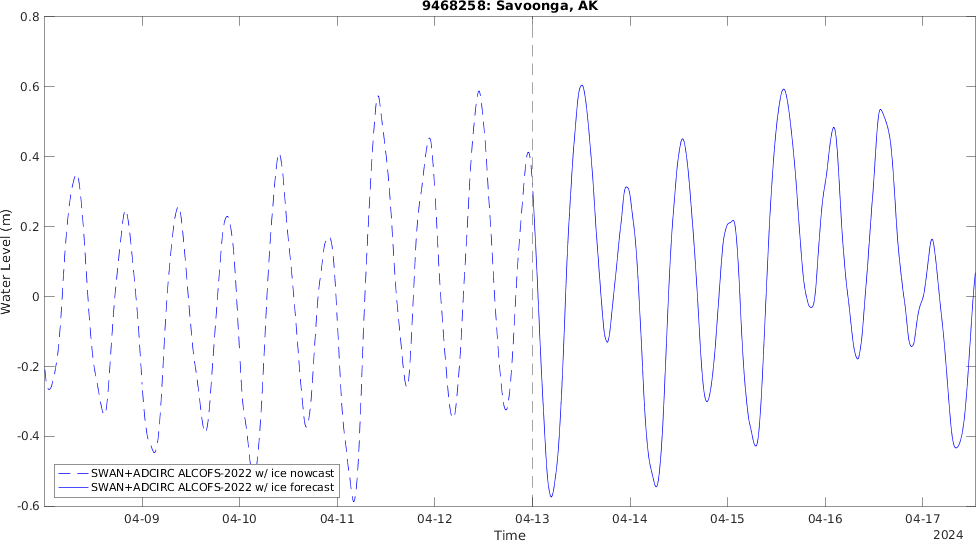 9468258: Savoonga, AK
Water Level (m)
0.8
0.6
0.4
0.2
0
-0.2
-0.4
-0.6
SWAN+ADCIRC ALCOFS-2022 w/ ice nowcast
SWAN+ADCIRC ALCOFS-2022 w/ ice forecast
04-09 04-10 04-11 04-12 04-13 04-14 04-15 04-16 04-17
Time
2024